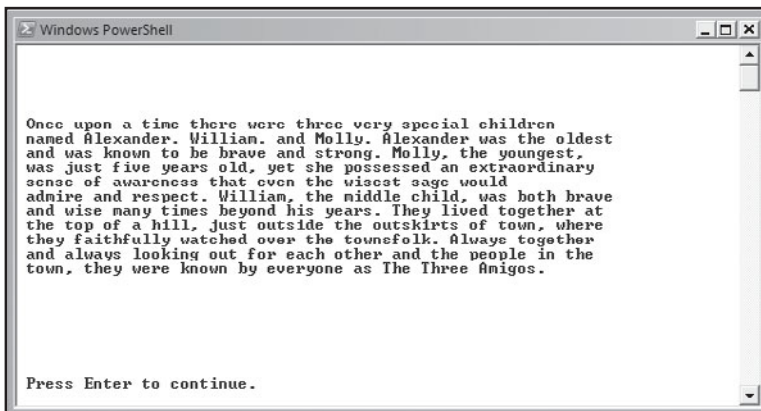 Windows PowerShell
Once upon a time there were three very special children
named Alexander. William. and Molly. Alexander was the oldest
and was known to be brave and strong. Molly, the youngest,
was just five years old, yet she possessed an extraordinary
sense of awareness that even the wisest sage would
admire and respect. William, the middle child, was both brave
and wise many times beyond his years. They lived together at
the top of a hill, just outside the outskirts of town, where
they faithfully watched over the townsfolk. Always together
and always looking out for each other and the people in the
town, they were known by everyone as The Three Amigos.
Press Enter to continue.